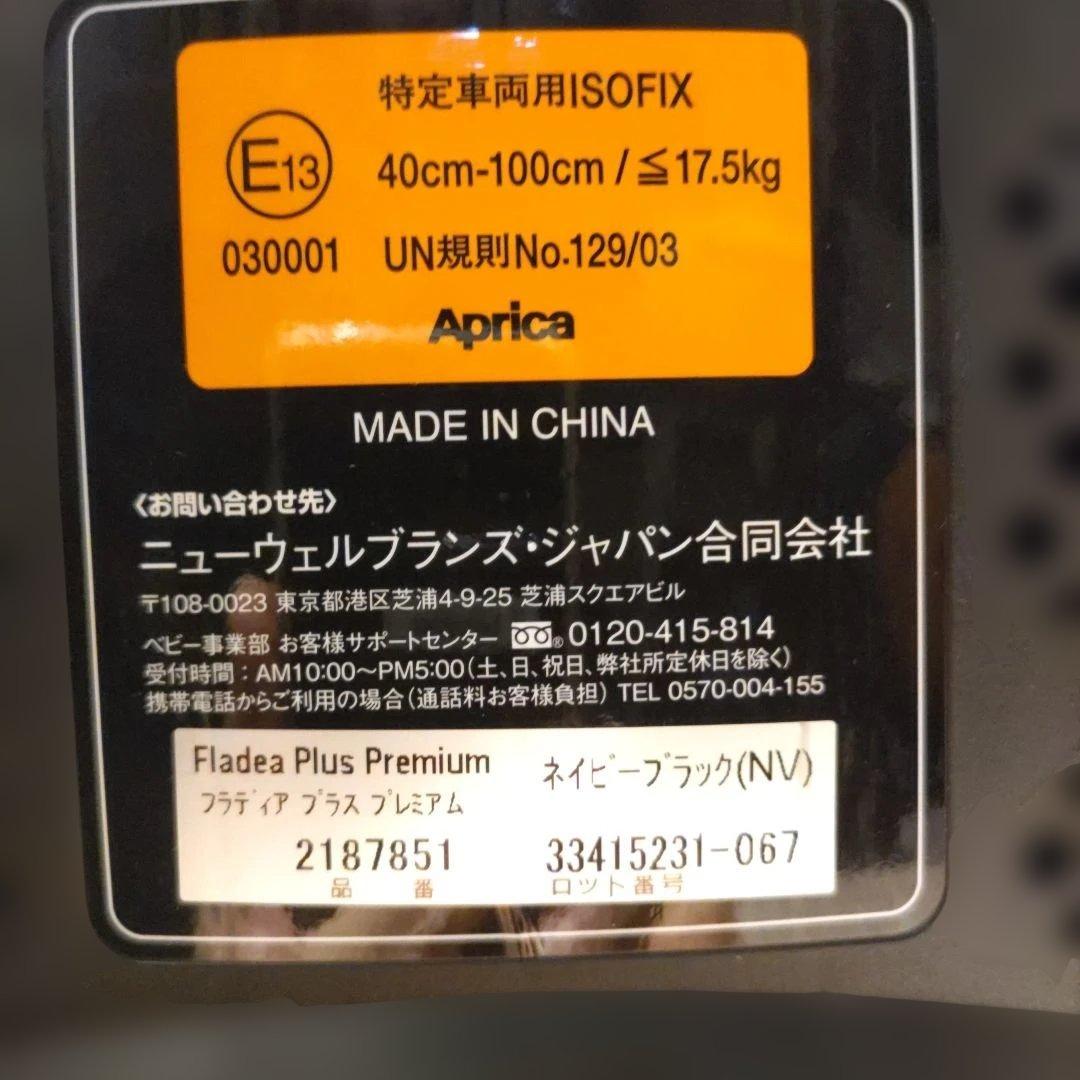 特定車両用ISOFIX
E13
40cm-100cm / ≦17.5kg
030001 UN規則No.129/03
Aprica
MADE IN CHINA
〈お問い合わせ先〉
ニューウェルブランズ・ジャパン合同会社
〒108-0023 東京都港区芝浦4-9-25 芝浦スクエアビル
ベビー事業部 お客様サポートセンター ® 0120-415-814
受付時間：AM10:00〜PM5:00(土、日、祝日、弊社所定休日を除く)
携帯電話からご利用の場合(通話料お客様負担) TEL 0570-004-155
Fladea Plus Premium ネイビーブラック(NV)
フラディア プラス プレミアム
2187851 33415231-067
品番 ロット番号